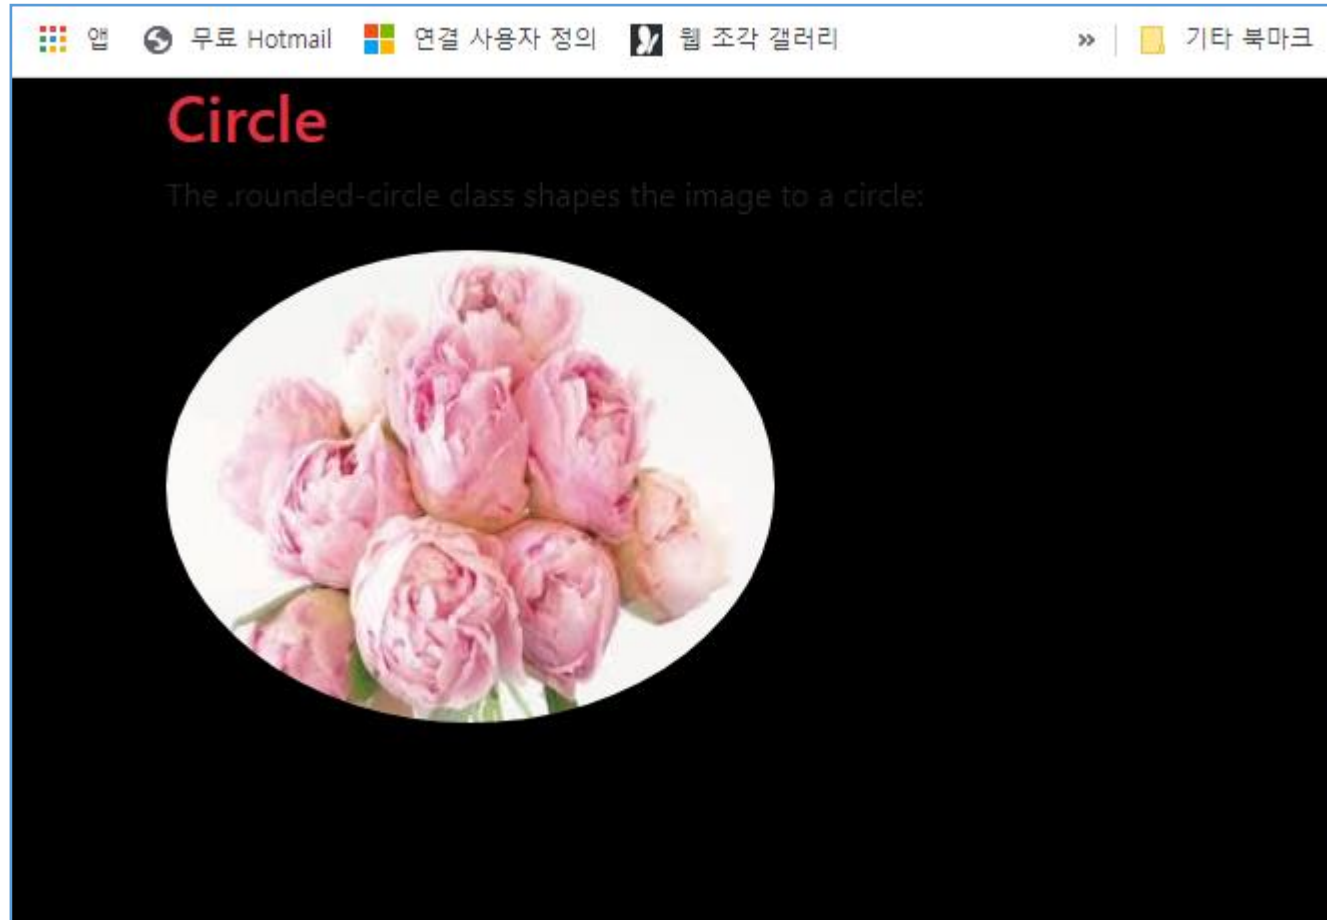 앱 무료 Hotmail 연결 사용자 정의 웹 조각 갤러리 » 기타 북마크
Circle
The .rounded-circle class shapes the image to a circle: